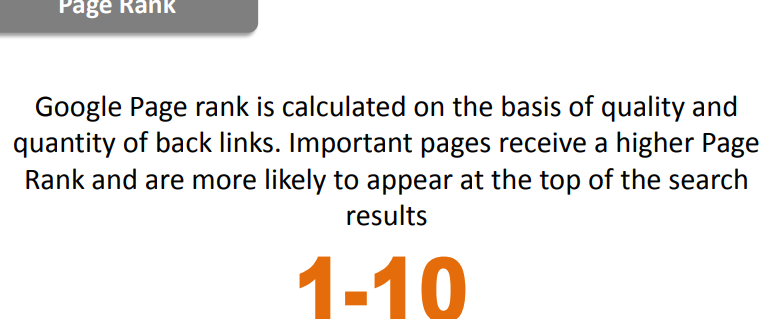 Page Rank
Google Page rank is calculated on the basis of quality and
quantity of back links. Important pages receive a higher Page
Rank and are more likely to appear at the top of the search
results
1-10